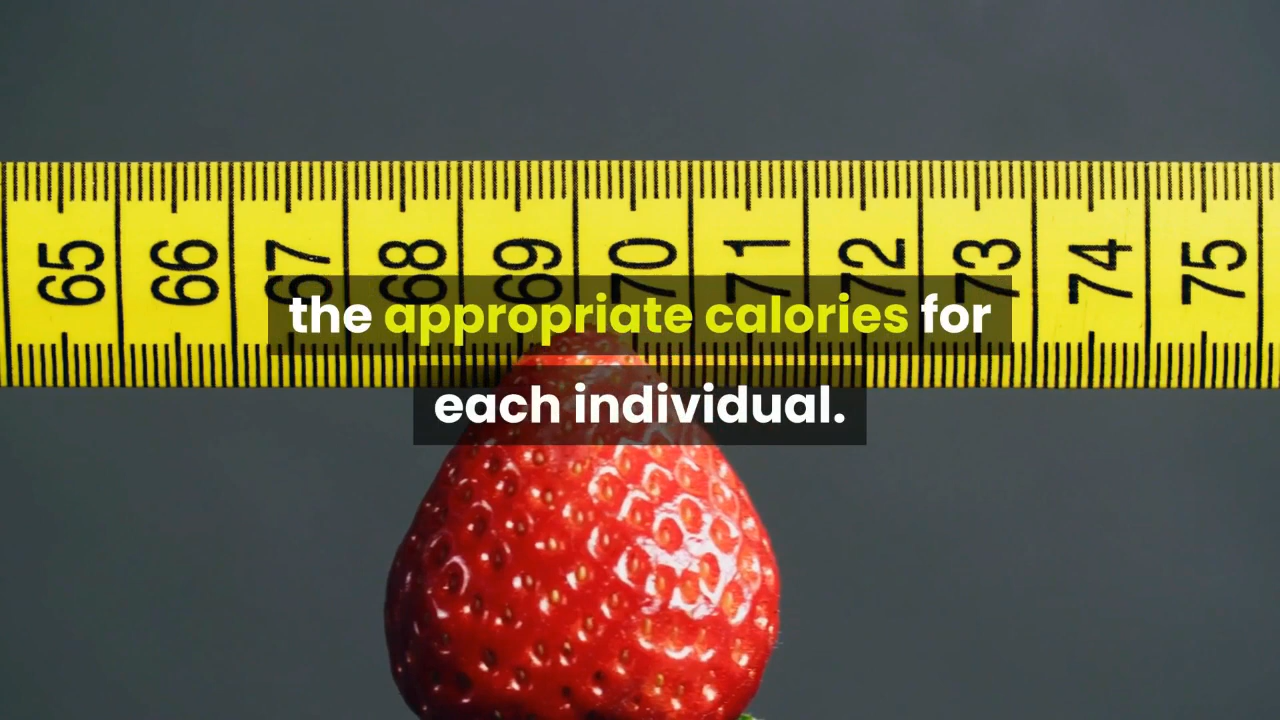 65 66 67 68 69 70 71 72 73 74 75
the appropriate calories for
each individual.